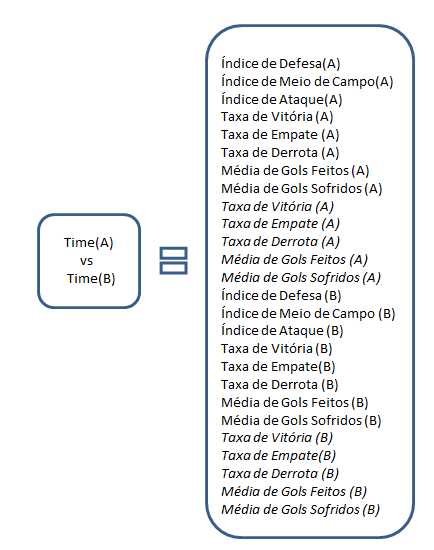 Time(A)
vs
Time(B)
Índice de Defesa(A)
Índice de Meio de Campo(A)
Índice de Ataque(A)
Taxa de Vitória (A)
Taxa de Empate (A)
Taxa de Derrota (A)
Média de Gols Feitos (A)
Média de Gols Sofridos (A)
Taxa de Vitória (A)
Taxa de Empate (A)
Taxa de Derrota (A)
Média de Gols Feitos (A)
Média de Gols Sofridos (A)
Índice de Defesa (B)
Índice de Meio de Campo (B)
Índice de Ataque (B)
Taxa de Vitória (B)
Taxa de Empate(B)
Taxa de Derrota (B)
Média de Gols Feitos (B)
Média de Gols Sofridos (B)
Taxa de Vitória (B)
Taxa de Empate(B)
Taxa de Derrota (B)
Média de Gols Feitos (B)
Média de Gols Sofridos (B)